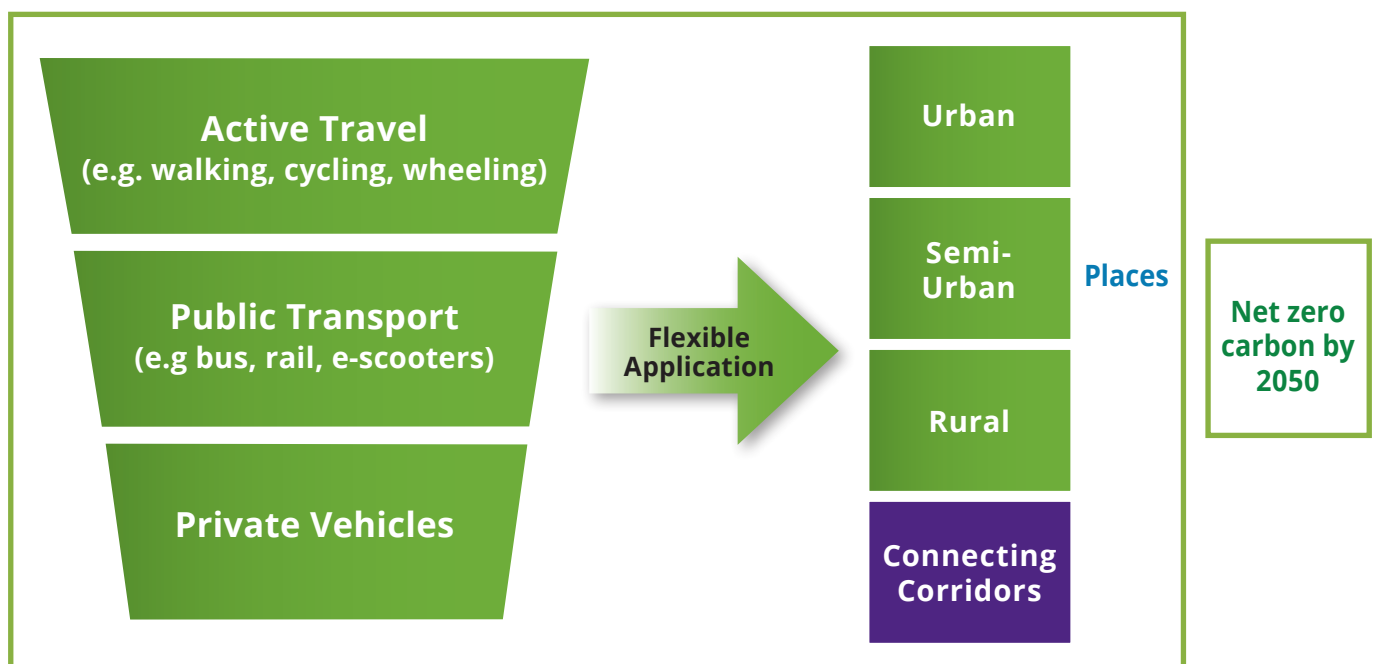 Active Travel
(e.g. walking, cycling, wheeling)
Public Transport
(e.g bus, rail, e-scooters)
Private Vehicles
Flexible
Application
Urban
Semi-
Urban
Rural
Connecting
Corridors
Places
Net zero
carbon by
2050